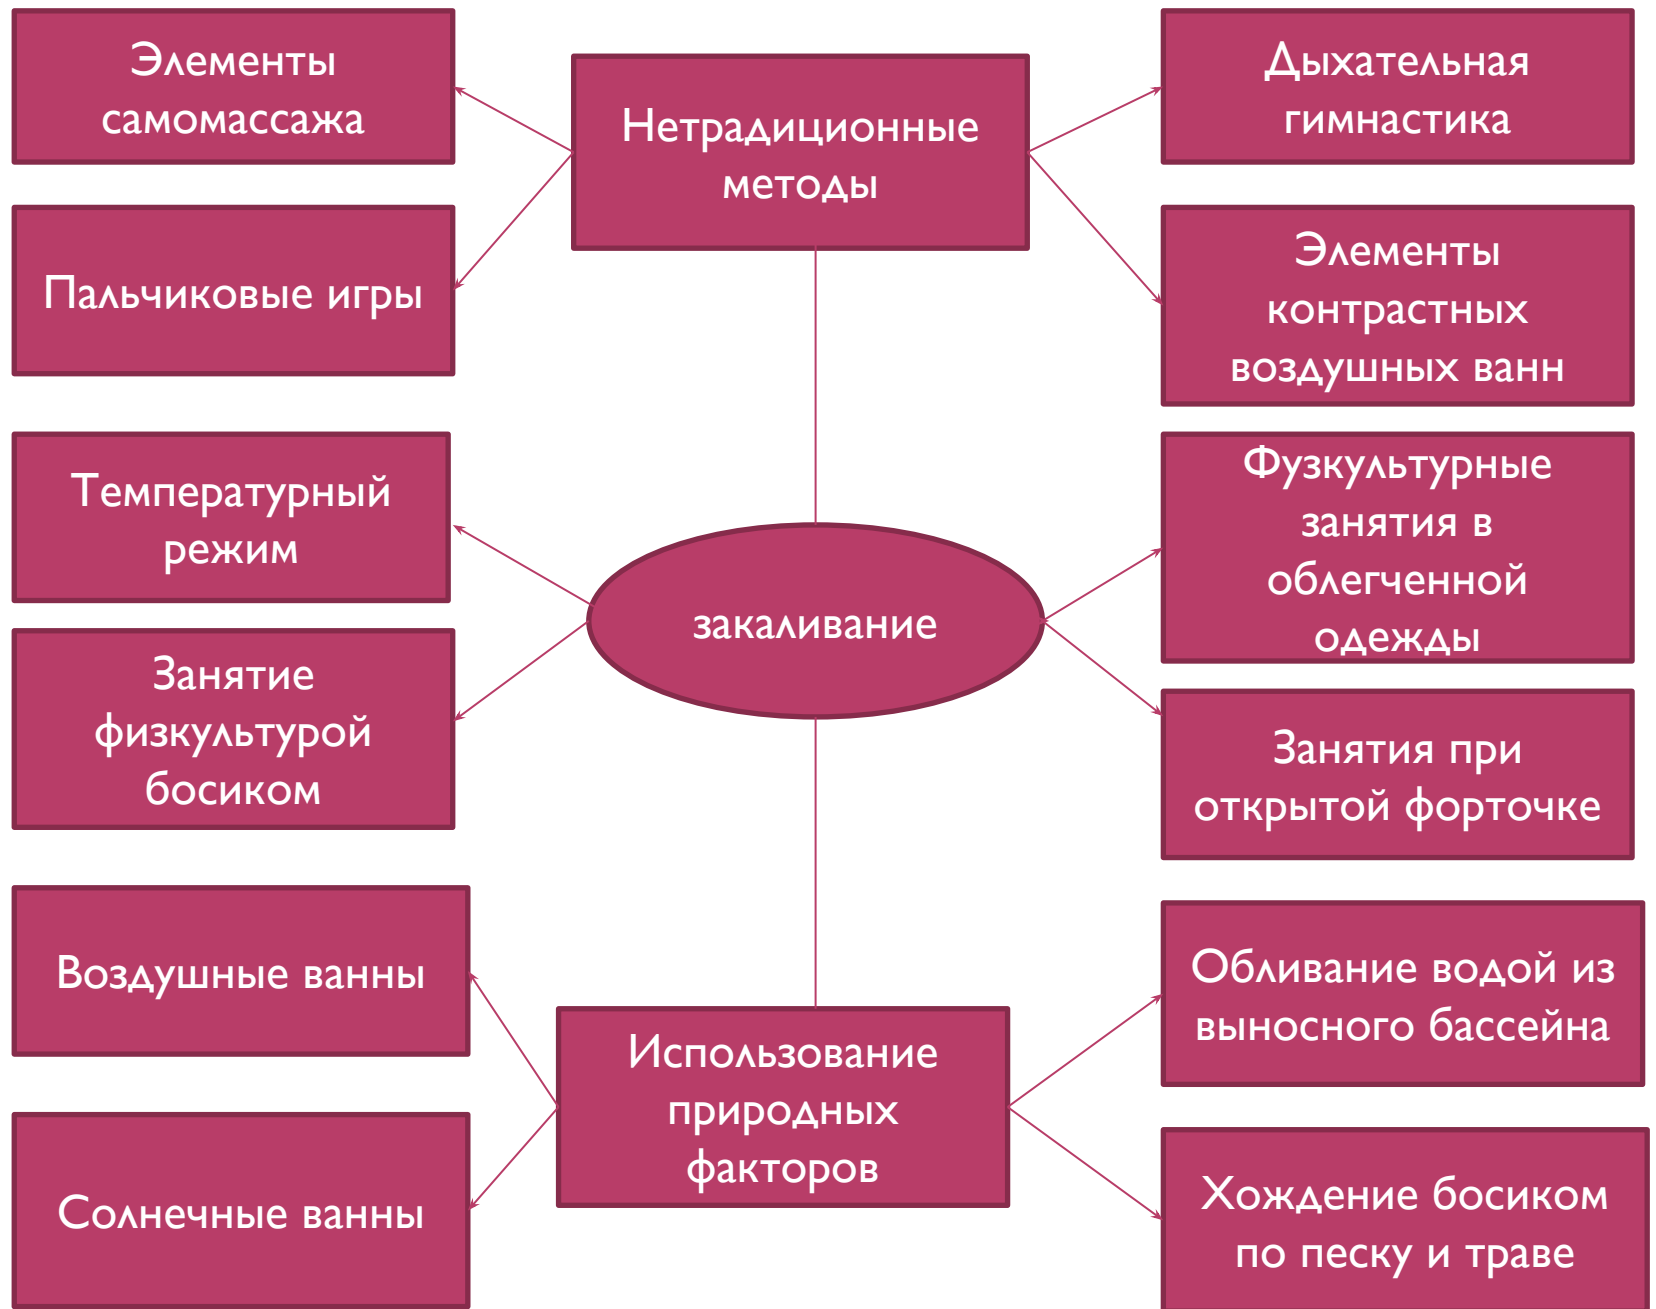 Элементы
самомассажа
Нетрадиционные
методы
Дыхательная
гимнастика
Пальчиковые игры
Элементы
контрастных
воздушных ванн
Температурный
режим
Фузкультурные
занятия в
облегченной
одежды
закаливание
Занятие
физкультурой
босиком
Занятия при
открытой форточке
Воздушные ванны
Обливание водой из
выносного бассейна
Использование
природных
факторов
Солнечные ванны
Хождение босиком
по песку и траве